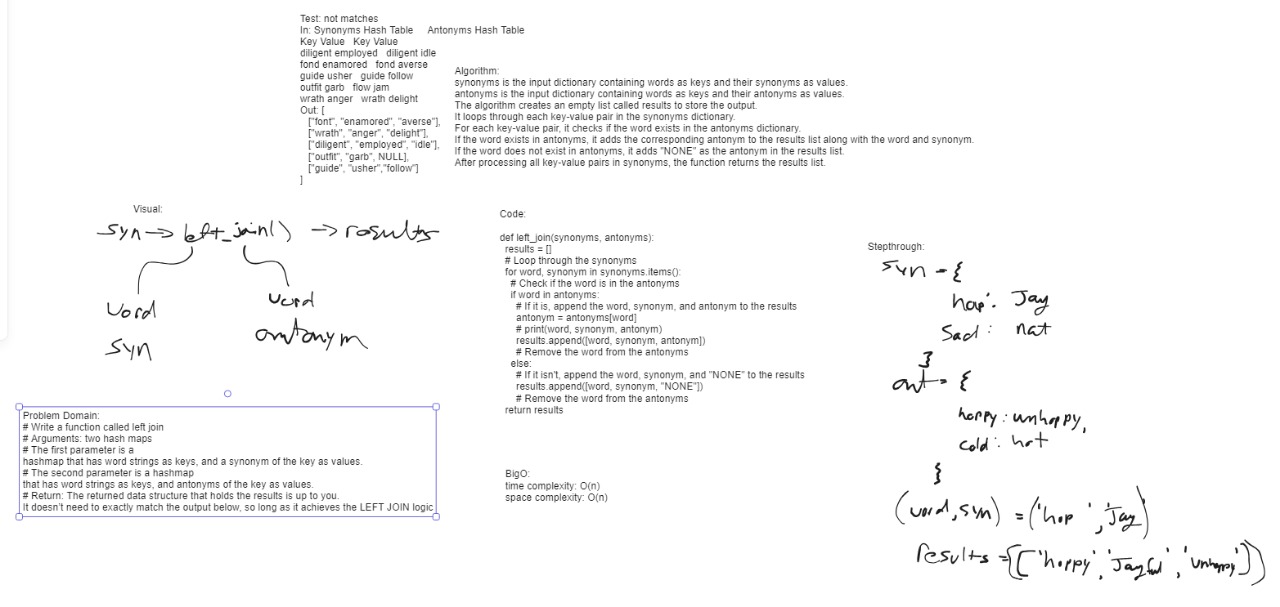 Test: not matches
In: Synonyms Hash Table Antonyms Hash Table
Key Value Key Value
diligent employed diligent idle
fond enamored fond averse
guide usher guide follow
outfit garb flow jam
wrath anger wrath delight
Out: [
["font", "enamored", "averse"],
["wrath", "anger", "delight"],
["diligent", "employed", "idle"],
["outfit", "garb", NULL],
["guide", "usher","follow"]
]
Algorithm:
synonyms is the input dictionary containing words as keys and their synonyms as values.
antonyms is the input dictionary containing words as keys and their antonyms as values.
The algorithm creates an empty list called results to store the output.
It loops through each key-value pair in the synonyms dictionary.
For each key-value pair, it checks if the word exists in the antonyms dictionary.
If the word exists in antonyms, it adds the corresponding antonym to the results list along with the word and synonym.
If the word does not exist in antonyms, it adds "NONE" as the antonym in the results list.
After processing all key-value pairs in synonyms, the function returns the results list.
Visual:
syn → left_join() → results
word
syn
word
antonym
Problem Domain:
# Write a function called left join
# Arguments: two hash maps
# The first parameter is a
hashmap that has word strings as keys, and a synonym of the key as values.
# The second parameter is a hashmap
that has word strings as keys, and antonyms of the key as values.
# Return: The returned data structure that holds the results is up to you.
It doesn't need to exactly match the output below, so long as it achieves the LEFT JOIN logic
Code:
def left_join(synonyms, antonyms):
results = []
# Loop through the synonyms
for word, synonym in synonyms.items():
# Check if the word is in the antonyms
if word in antonyms:
# If it is, append the word, synonym, and antonym to the results
antonym = antonyms[word]
# print(word, synonym, antonym)
results.append([word, synonym, antonym])
# Remove the word from the antonyms
else:
# If it isn't, append the word, synonym, and "NONE" to the results
results.append([word, synonym, "NONE"])
# Remove the word from the antonyms
return results
BigO:
time complexity: O(n)
space complexity: O(n)
Stepthrough:
syn = {
hop: Jay
Sad: nat
}
ant = {
happy: unhappy,
cold: hot
}
(word, syn) = ('hop', Jay)
results = [['happy', 'Jayful', 'unhappy']]